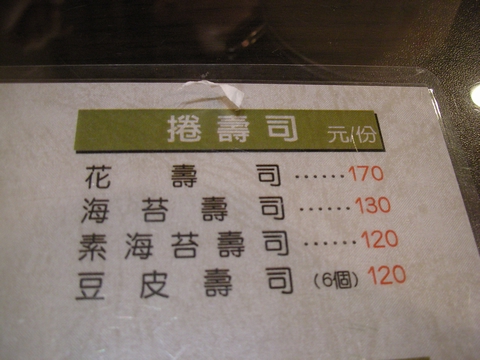 捲壽司 元/份
花壽司……170
海苔壽司……130
素海苔壽司……120
豆皮壽司(6個)120